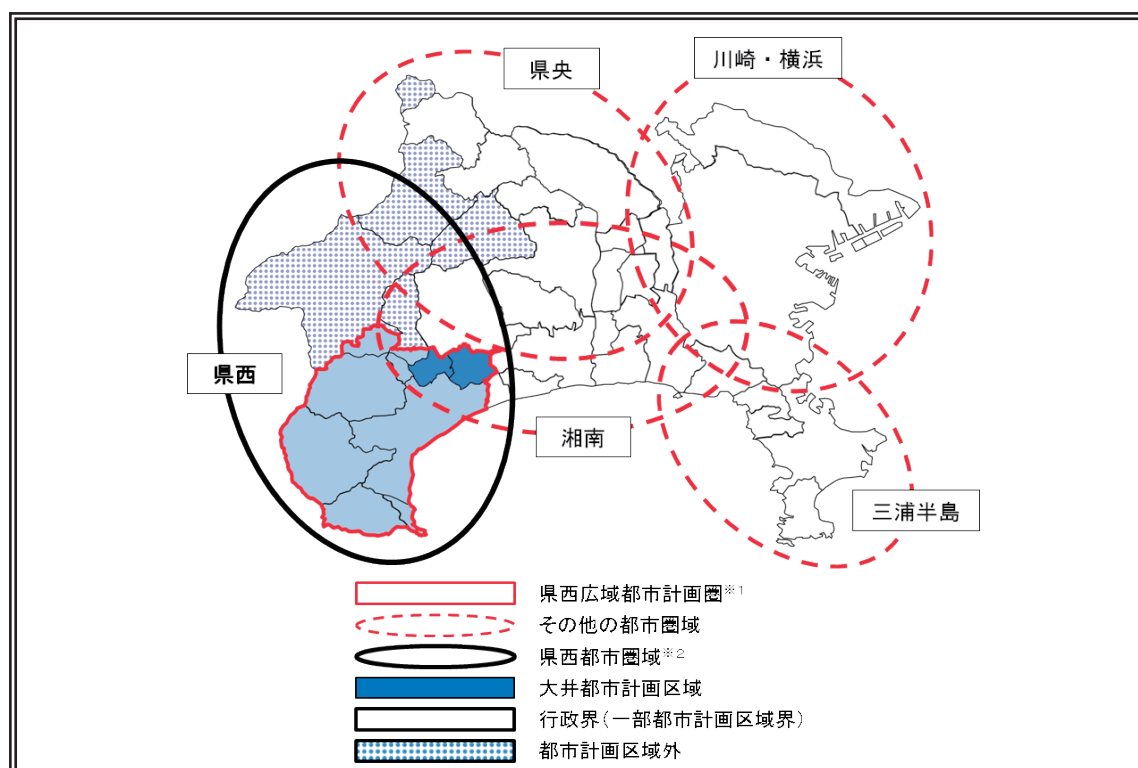 県央
川崎・横浜
県西
湘南
三浦半島
県西広域都市計画圏※1
その他の都市圏域
県西都市圏域※2
大井都市計画区域
行政界(一部都市計画区域界)
都市計画区域外